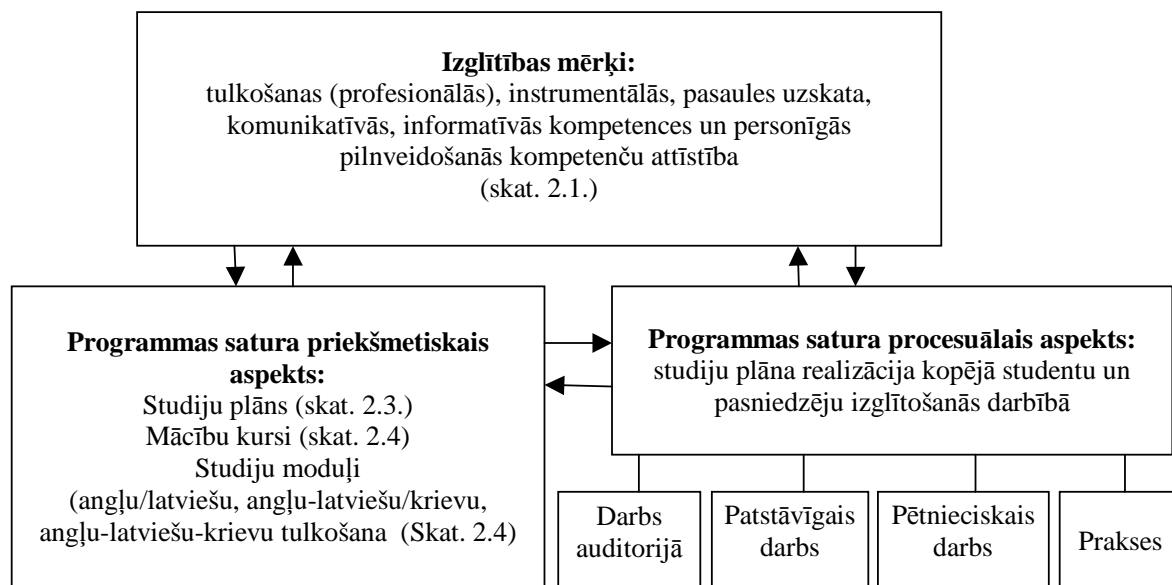 Izglītības mērķi:
tulkošanas (profesionālās), instrumentālās, pasaules uzskata,
komunikatīvās, informatīvās kompetences un personīgās
pilnveidošanās kompetenču attīstība
(skat. 2.1.)
Programmas satura priekšmetiskais
aspekts:
Studiju plāns (skat. 2.3.)
Mācību kursi (skat. 2.4)
Studiju moduļi
(angļu/latviešu, angļu-latviešu/krievu,
angļu-latviešu-krievu tulkošana (Skat. 2.4)
Programmas satura procesuālais aspekts:
studiju plāna realizācija kopējā studentu un
pasniedzēju izglītošanās darbībā
Darbs
auditorijā
Patstāvīgais
darbs
Pētnieciskais
darbs
Prakses